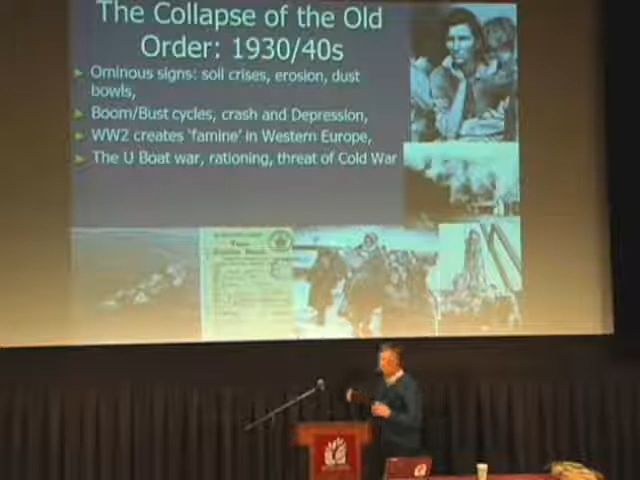 The Collapse of the Old
Order: 1930/40s
Ominous signs: soil crises, erosion, dust
bowls,
Boom/Bust cycles, crash and Depression,
WW2 creates 'famine' in Western Europe,
The U Boat war, rationing, threat of Cold War